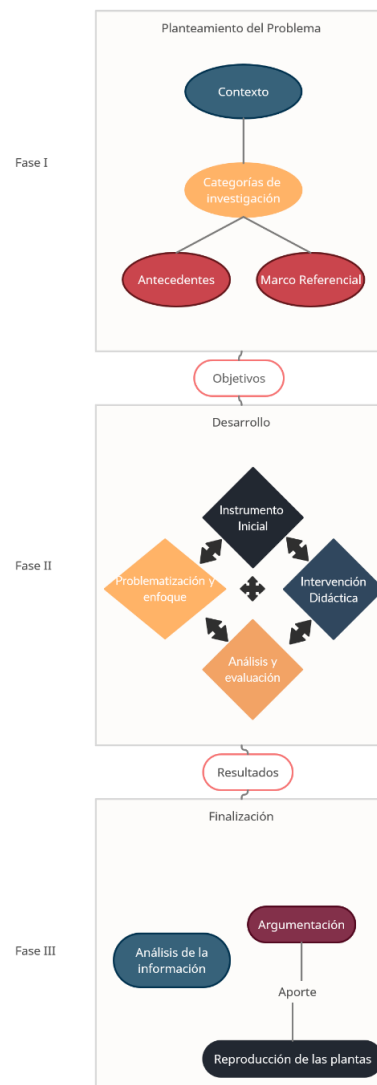 Planteamiento del Problema
Contexto
Fase I
Categorías de
investigación
Antecedentes
Marco Referencial
Objetivos
Desarrollo
Instrumento
Inicial
Fase II
Problematización y
enfoque
Intervención
Didáctica
Análisis y
evaluación
Resultados
Finalización
Argumentación
Fase III
Análisis de la
información
Aporte
Reproducción de las plantas